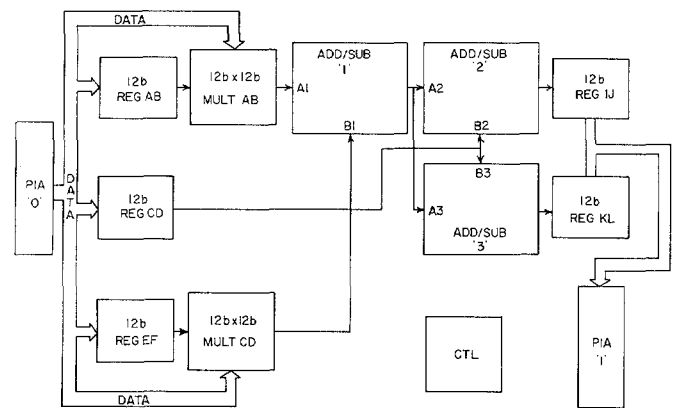 DATA
12b
REG AB
12b x 12b
MULT AB
A1
ADD/SUB
'1'
B1
ADD/SUB
'2'
A2
B2
12b
REG IJ
PIA
'0'
DATA
12b
REG CD
B3
A3
ADD/SUB
'3'
12b
REG KL
12b
REG EF
12bx12b
MULT CD
CTL
PIA
'1'
DATA